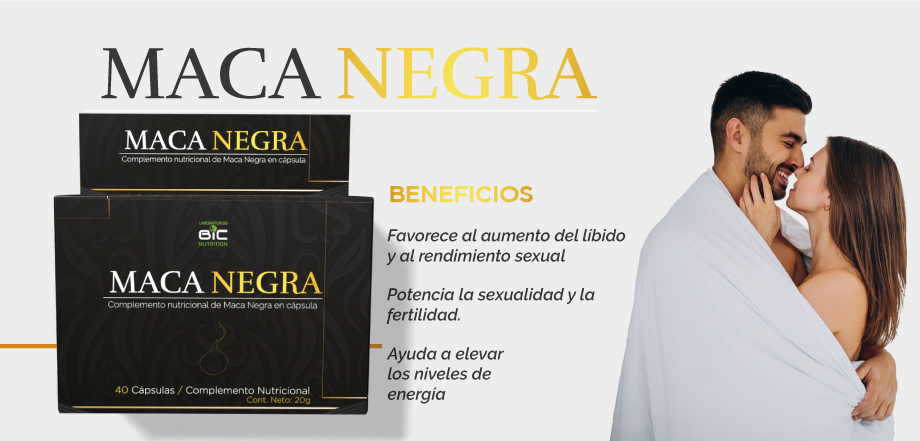 MACA NEGRA
MACA NEGRA
Complemento nutricional de Maca Negra en cápsula
LABORATORIOS
BIC
NUTRITION
MACA NEGRA
Complemento nutricional de Maca Negra en cápsula
40 Cápsulas / Complemento Nutricional
Cont. Neto: 20g
BENEFICIOS
Favorece al aumento del líbido
y al rendimiento sexual
Potencia la sexualidad y la
fertilidad.
Ayuda a elevar
los niveles de
energía